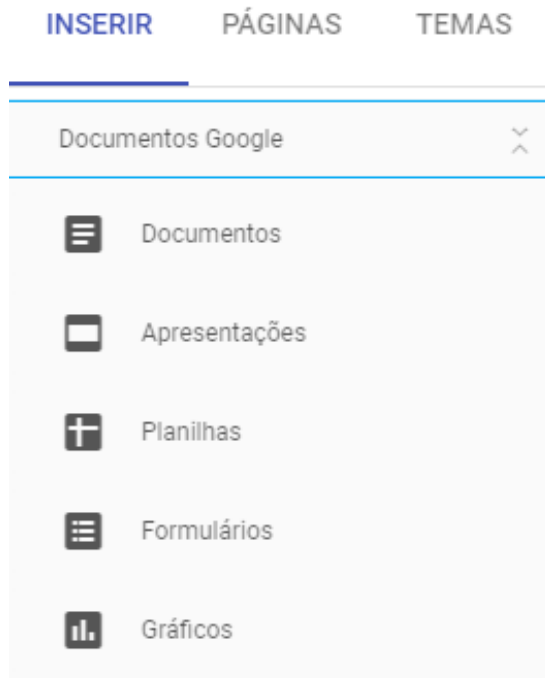 INSERIR PÁGINAS TEMAS
Documentos Google
Documentos
Apresentações
Planilhas
Formulários
Gráficos